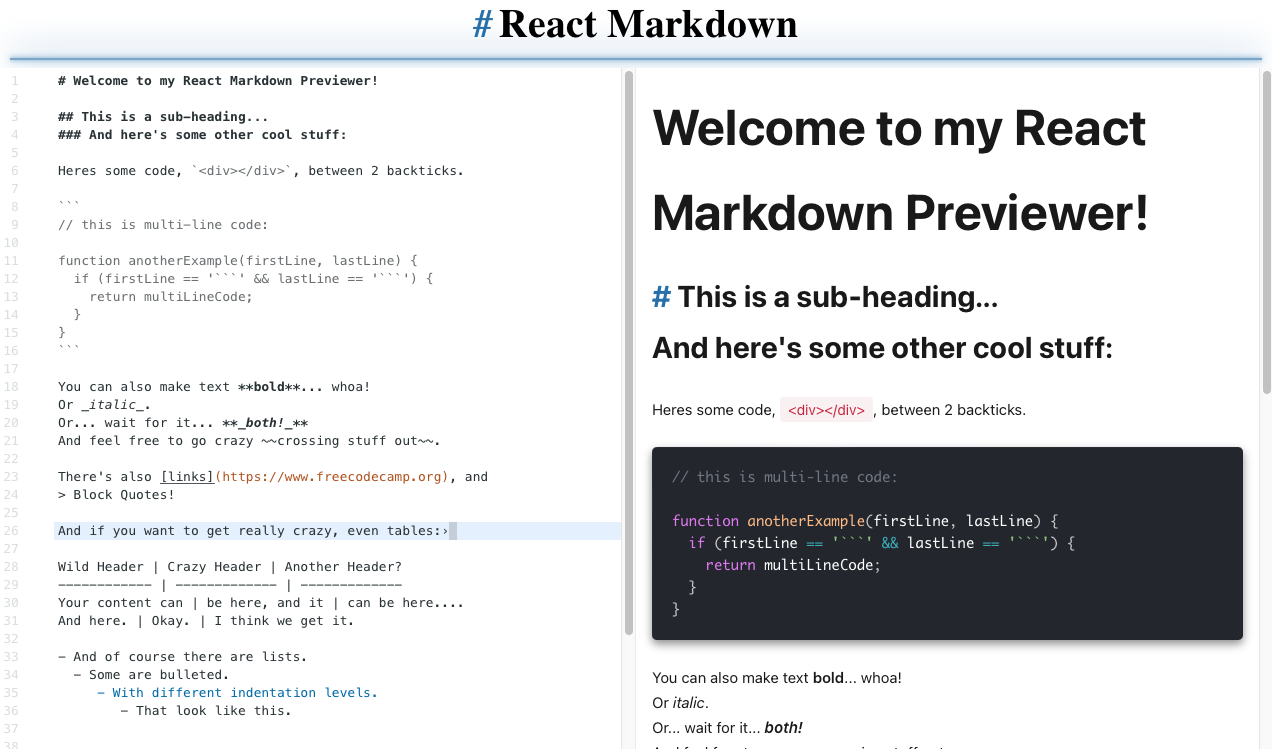 # React Markdown
1 # Welcome to my React Markdown Previewer!
2
3 ## This is a sub-heading...
4 ### And here's some other cool stuff:
5
6 Heres some code, `<div></div>`, between 2 backticks.
7
8 ```
9 // this is multi-line code:
10
11 function anotherExample(firstLine, lastLine) {
12   if (firstLine == '```' && lastLine == '```') {
13     return multiLineCode;
14   }
15 }
16 ```
17
18 You can also make text **bold**... whoa!
19 Or _italic_.
20 Or... wait for it... **_both!_**
21 And feel free to go crazy ~~crossing stuff out~~.
22
23 There's also [links](https://www.freecodecamp.org), and
24 > Block Quotes!
25
26 And if you want to get really crazy, even tables:›
27
28 Wild Header | Crazy Header | Another Header?
29 ------------ | ------------- | -------------
30 Your content can | be here, and it | can be here....
31 And here. | Okay. | I think we get it.
32
33 - And of course there are lists.
34   - Some are bulleted.
35      - With different indentation levels.
36         - That look like this.
37
38
Welcome to my React
Markdown Previewer!
# This is a sub-heading...
And here's some other cool stuff:
Heres some code, <div></div> , between 2 backticks.
// this is multi-line code:
function anotherExample(firstLine, lastLine) {
  if (firstLine == '```' && lastLine == '```') {
    return multiLineCode;
  }
}
You can also make text bold... whoa!
Or italic.
Or... wait for it... both!